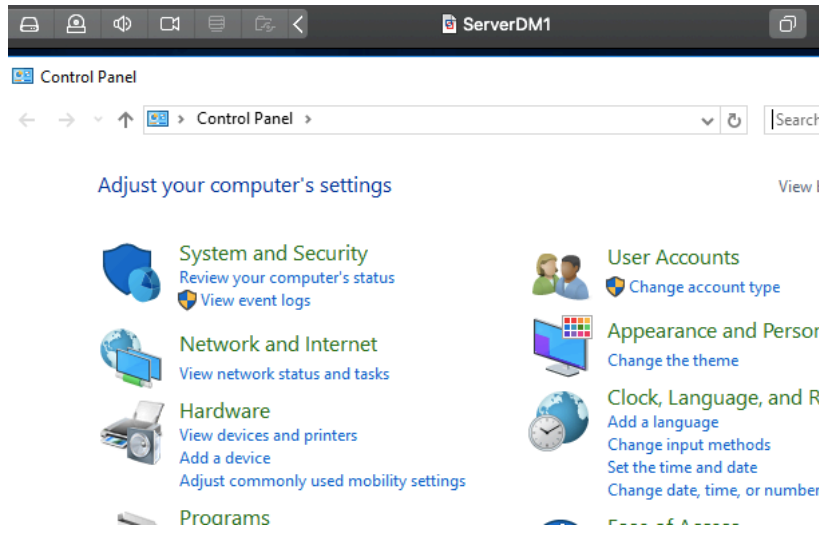 ServerDM1
Control Panel
Control Panel
Search
Adjust your computer's settings
View
System and Security
Review your computer's status
View event logs
Network and Internet
View network status and tasks
Hardware
View devices and printers
Add a device
Adjust commonly used mobility settings
Programs
User Accounts
Change account type
Appearance and Person
Change the theme
Clock, Language, and R
Add a language
Change input methods
Set the time and date
Change date, time, or number
Ease of Access